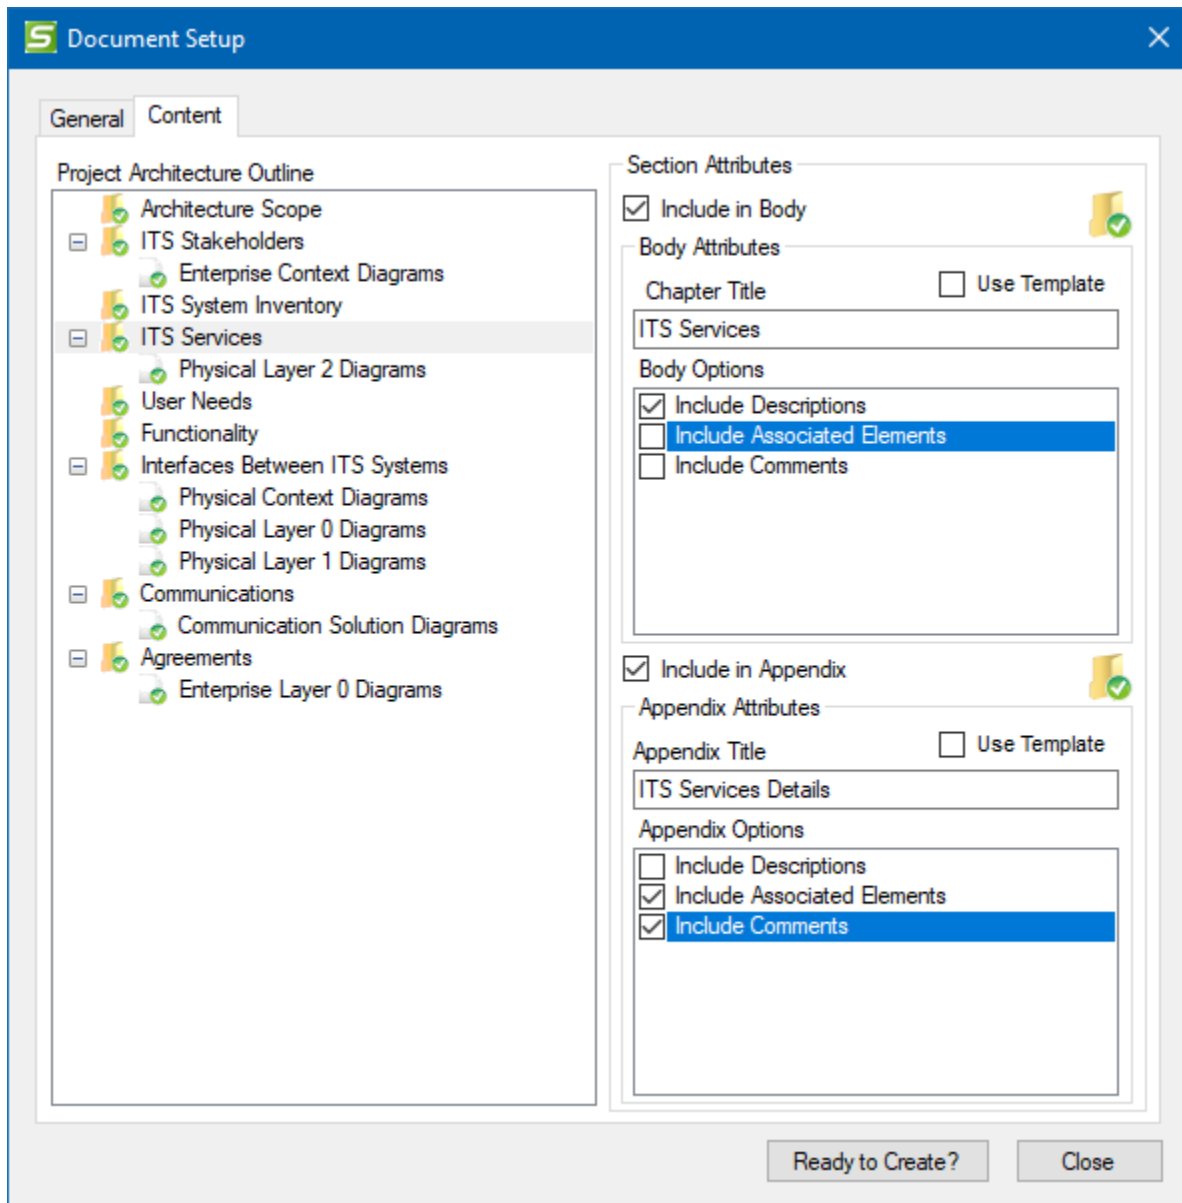 Document Setup
General
Content
Project Architecture Outline
Architecture Scope
ITS Stakeholders
Enterprise Context Diagrams
ITS System Inventory
ITS Services
Physical Layer 2 Diagrams
User Needs
Functionality
Interfaces Between ITS Systems
Physical Context Diagrams
Physical Layer 0 Diagrams
Physical Layer 1 Diagrams
Communications
Communication Solution Diagrams
Agreements
Enterprise Layer 0 Diagrams
Section Attributes
Include in Body
Body Attributes
Chapter Title
Use Template
ITS Services
Body Options
Include Descriptions
Include Associated Elements
Include Comments
Include in Appendix
Appendix Attributes
Appendix Title
Use Template
ITS Services Details
Appendix Options
Include Descriptions
Include Associated Elements
Include Comments
Ready to Create?
Close